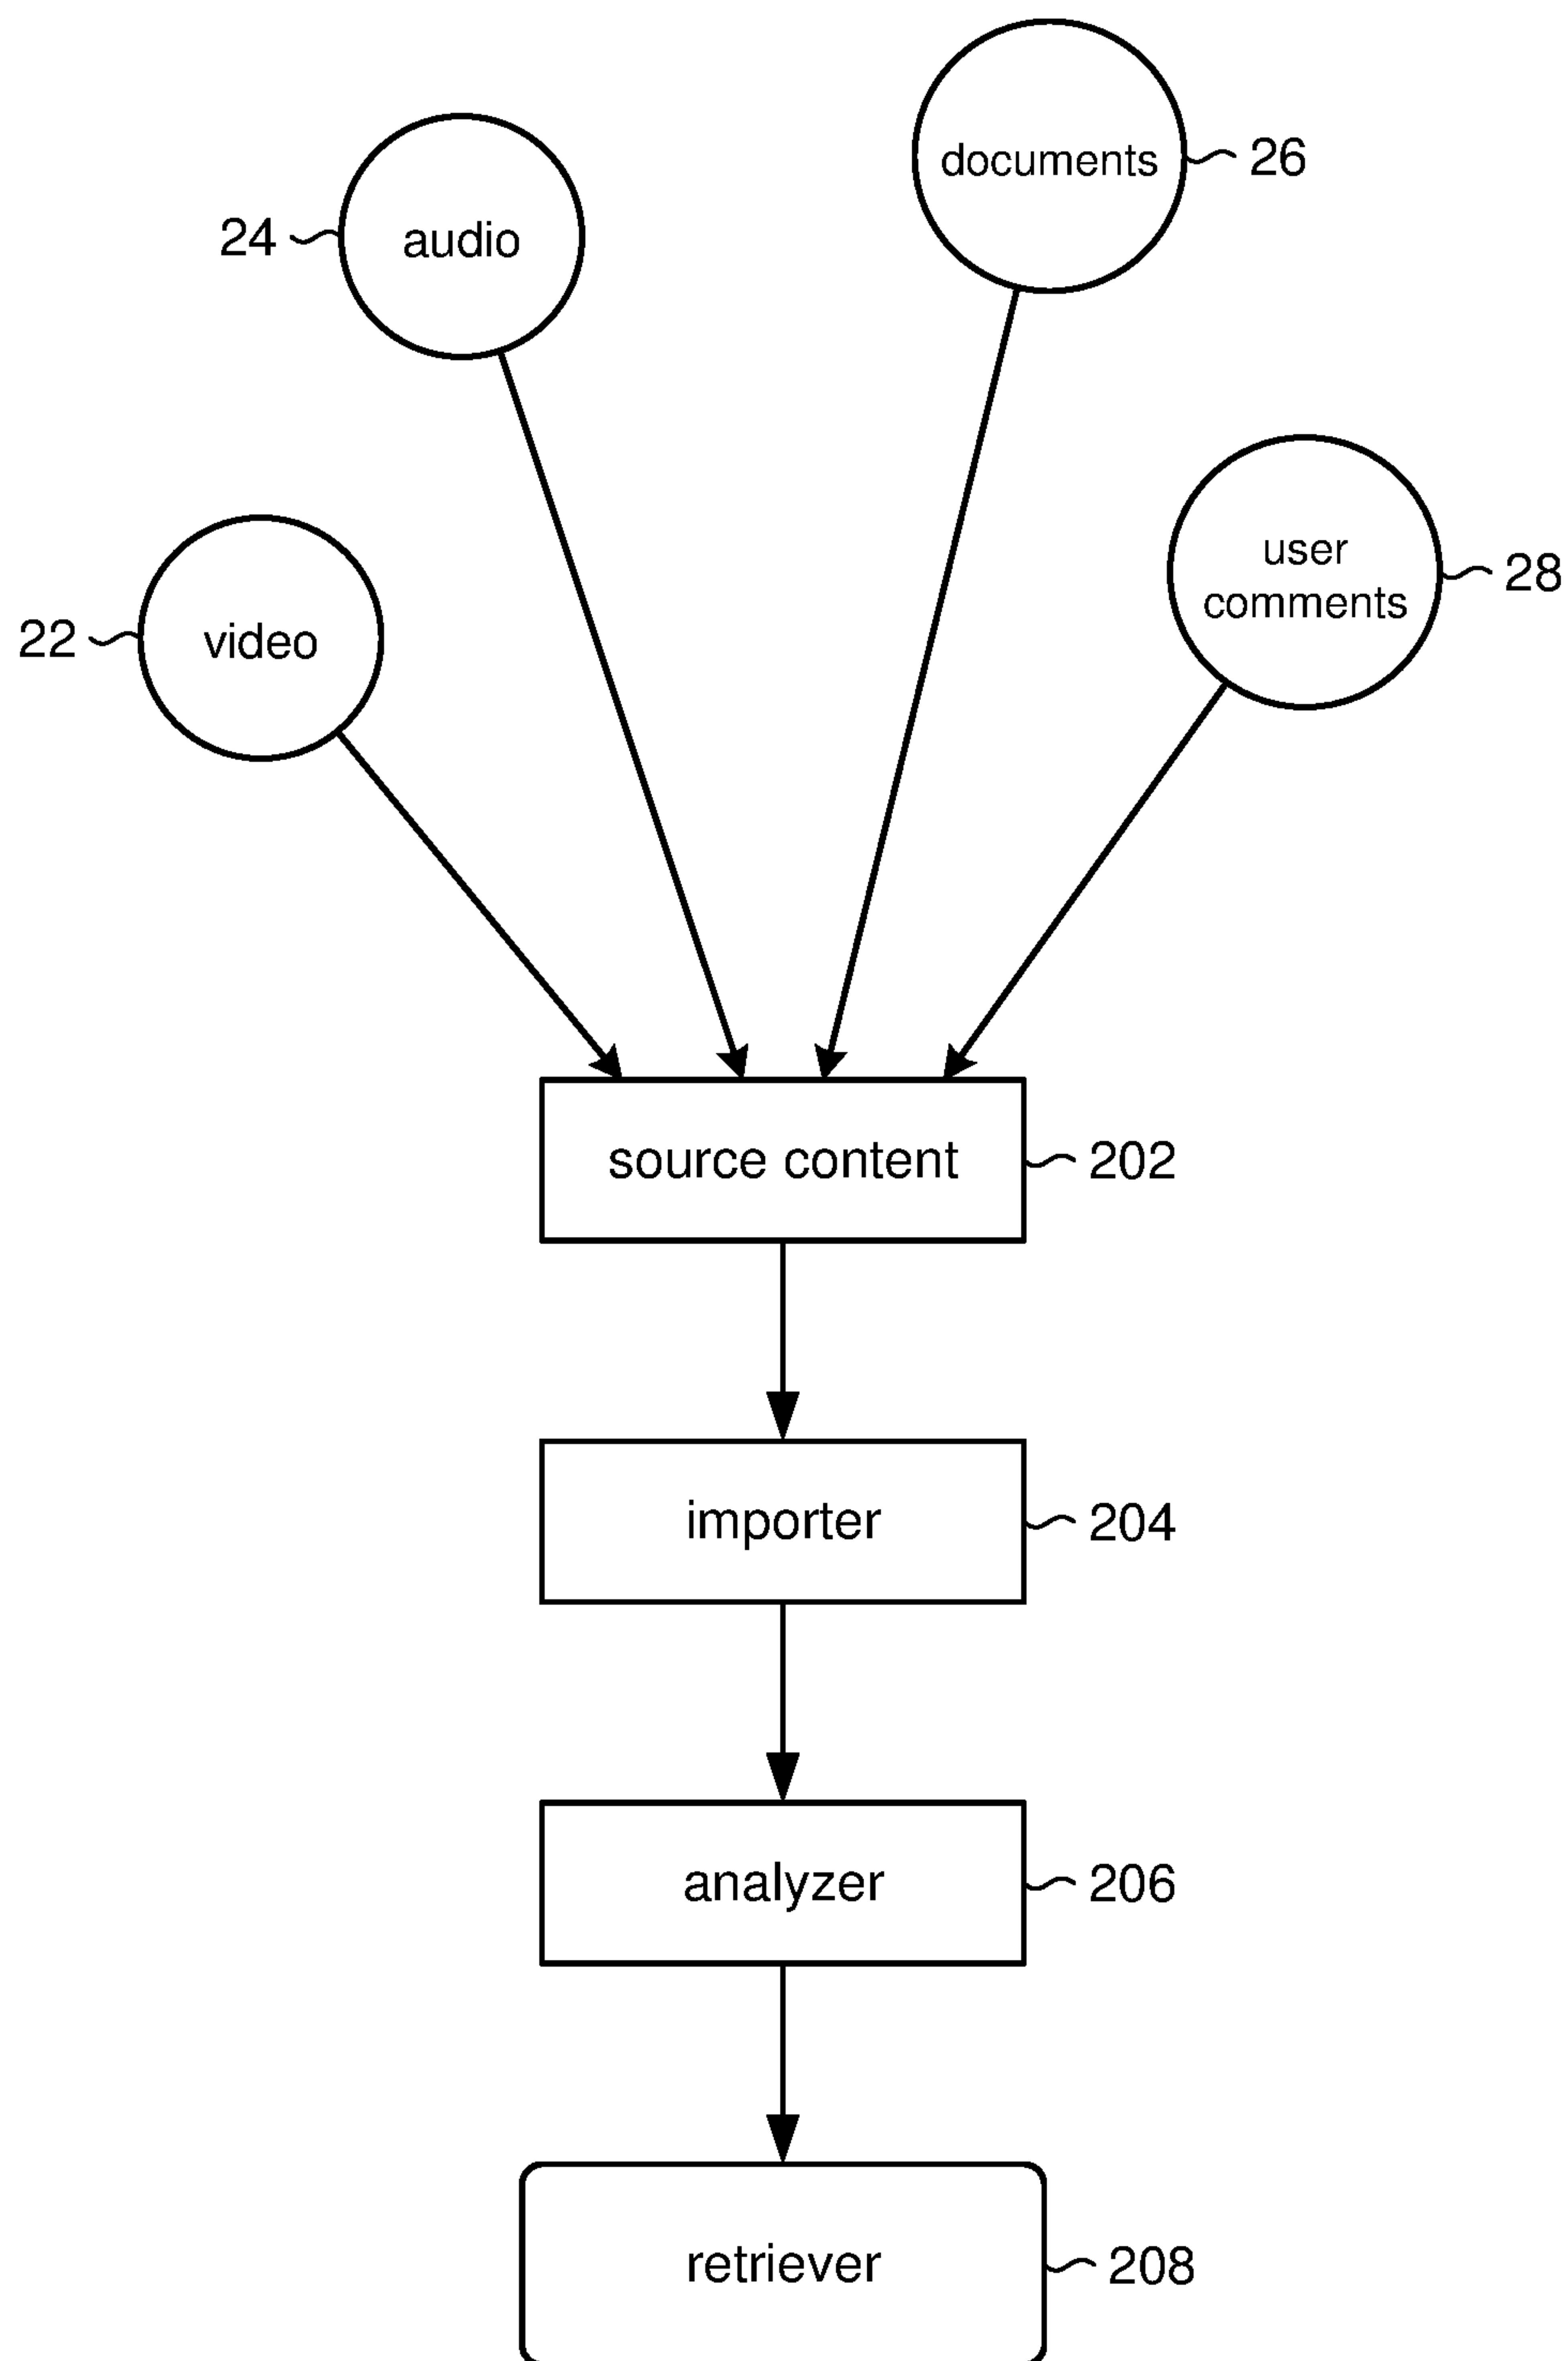 documents 26
24 audio
user
comments
28
22 video
source content 202
importer 204
analyzer 206
retriever 208